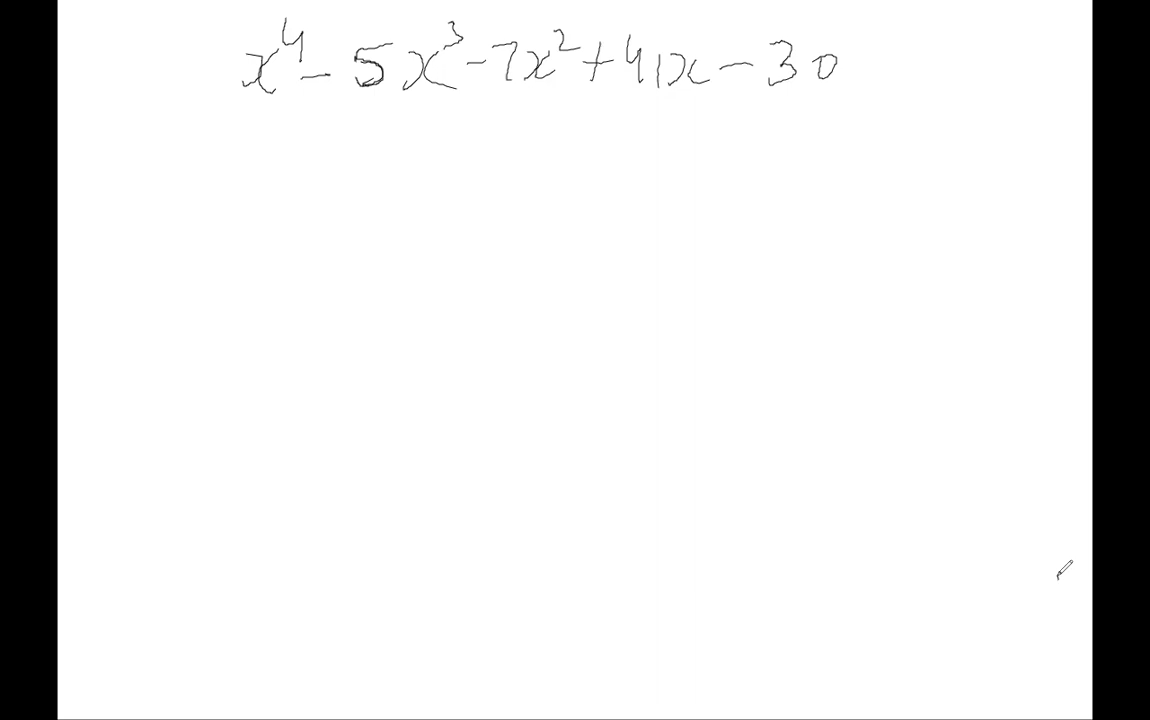 x⁴ - 5x³ - 7x² + 41x - 30